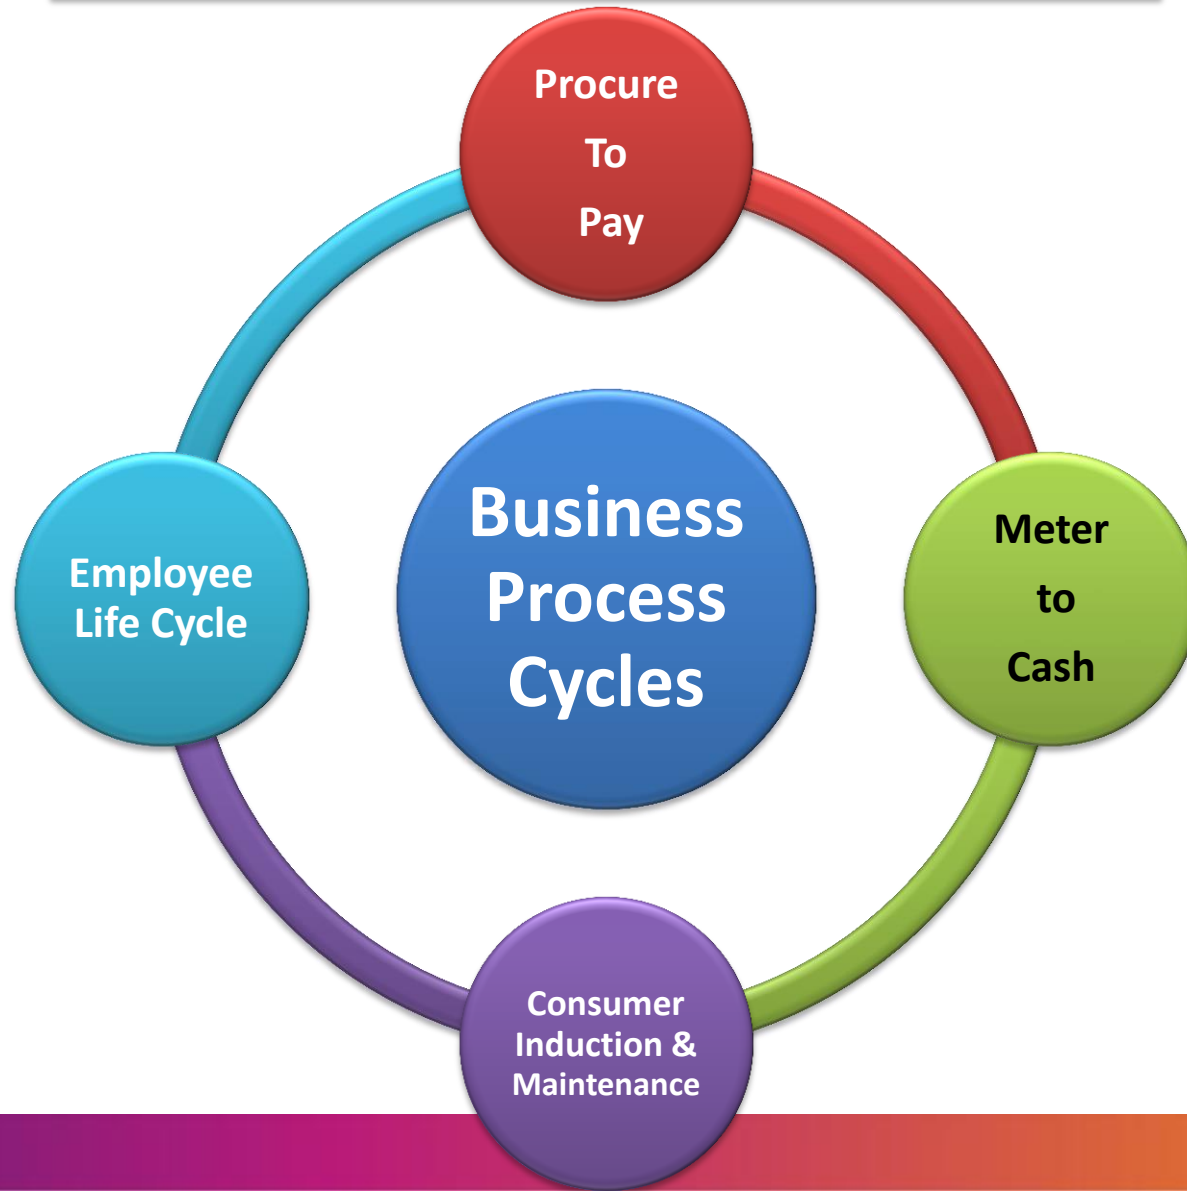 Procure
To
Pay
Business
Process
Cycles
Meter
to
Cash
Employee
Life Cycle
Consumer
Induction &
Maintenance